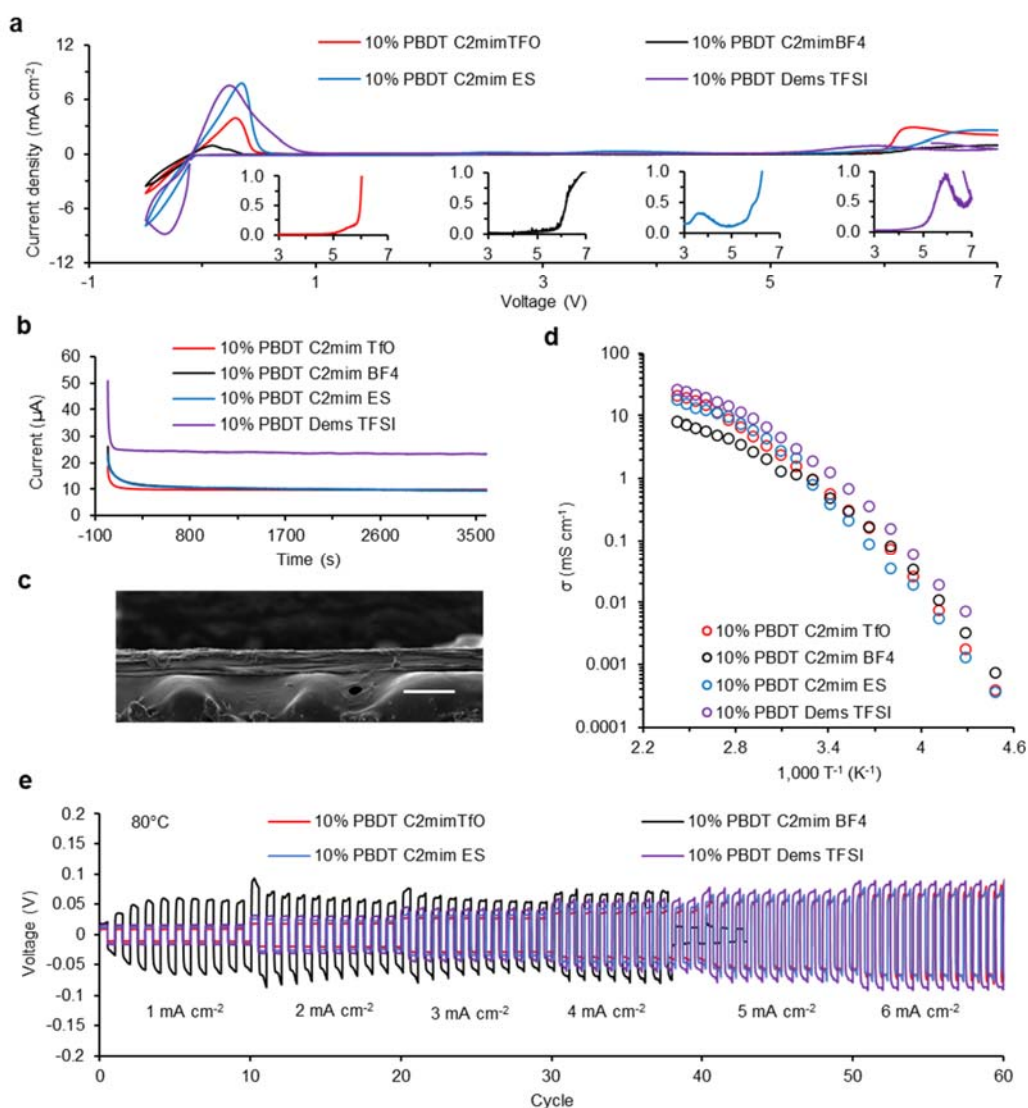 a
12
6
0
-6
-12
Current density (mA cm⁻²)
10% PBDT C2mimTFO
10% PBDT C2mimBF4
10% PBDT C2mim ES
10% PBDT Dems TFSI
1.0
0.5
0.0
3 5 7
1.0
0.5
0.0
3 5 7
1.0
0.5
0.0
3 5 7
1.0
0.5
0.0
3 5 7
-1 1 3 5 7
Voltage (V)
b
60
50
40
30
20
10
0
Current (µA)
10% PBDT C2mim TfO
10% PBDT C2mim BF4
10% PBDT C2mim ES
10% PBDT Dems TFSI
-100 800 1700 2600 3500
Time (s)
c
d
100
10
1
0.1
0.01
0.001
0.0001
σ (mS cm⁻¹)
10% PBDT C2mim TfO
10% PBDT C2mim BF4
10% PBDT C2mim ES
10% PBDT Dems TFSI
2.2 2.8 3.4 4 4.6
1,000 T⁻¹ (K⁻¹)
e
0.2
0.15
0.1
0.05
0
-0.05
-0.1
-0.15
-0.2
Voltage (V)
80°C
10% PBDT C2mimTfO
10% PBDT C2mim BF4
10% PBDT C2mim ES
10% PBDT Dems TFSI
1 mA cm⁻² 2 mA cm⁻² 3 mA cm⁻² 4 mA cm⁻² 5 mA cm⁻² 6 mA cm⁻²
0 10 20 30 40 50 60
Cycle